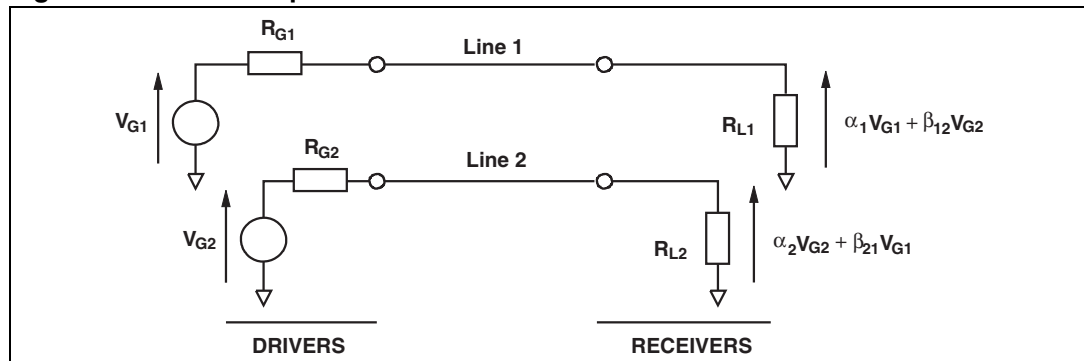 R_G1
Line 1
V_G1
R_L1
α_1V_G1 + β_12V_G2
R_G2
Line 2
V_G2
R_L2
α_2V_G2 + β_21V_G1
DRIVERS
RECEIVERS